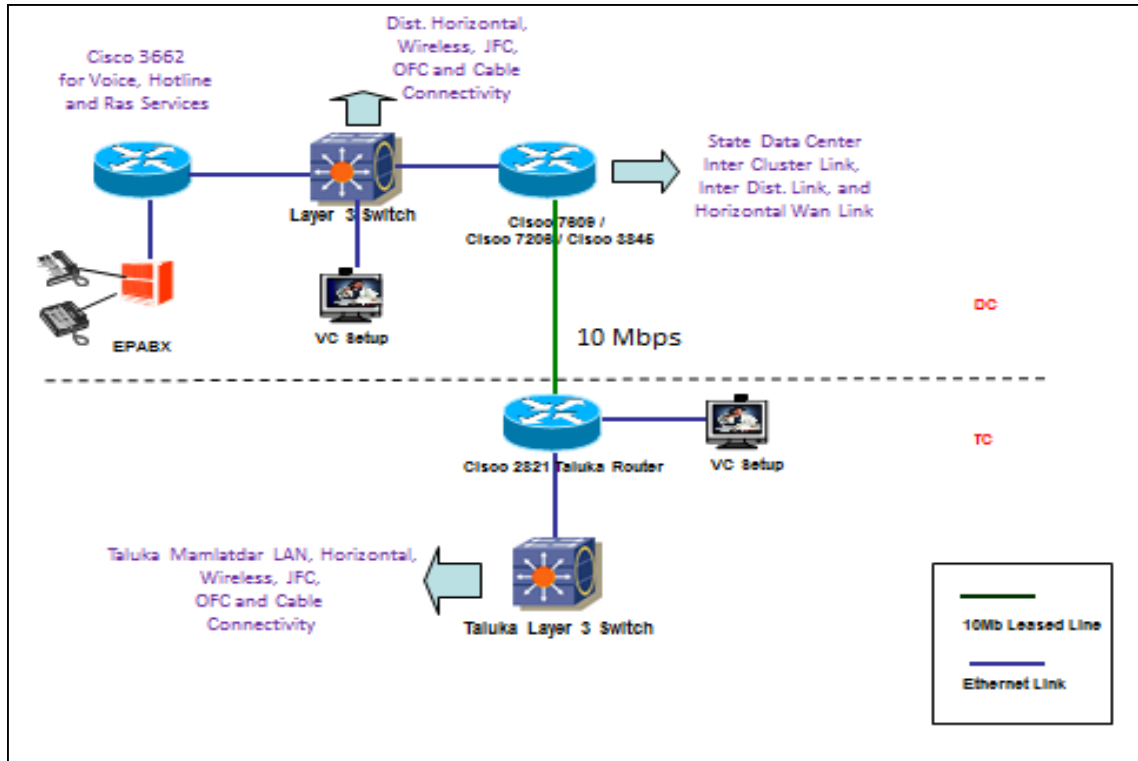 Cisco 3662
for Voice, Hotline
and Ras Services
Dist. Horizontal,
Wireless, JFC,
OFC and Cable
Connectivity
State Data Center
Inter Cluster Link,
Inter Dist. Link, and
Horizontal Wan Link
Layer 3 Switch
Cisco 7609 /
Cisco 7206 / Cisco 3845
EPABX
VC Setup
10 Mbps
DC
TC
Cisco 2821 Taluka Router
VC Setup
Taluka Mamlatdar LAN, Horizontal,
Wireless, JFC,
OFC and Cable
Connectivity
Taluka Layer 3 Switch
10Mb Leased Line
Ethernet Link